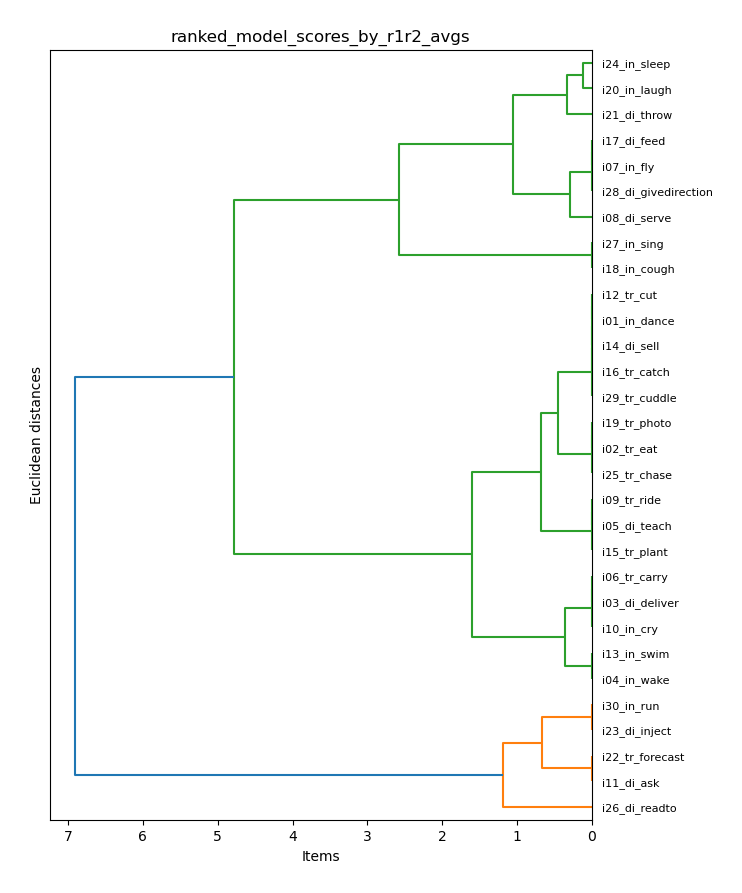 ranked_model_scores_by_r1r2_avgs
i24_in_sleep
i20_in_laugh
i21_di_throw
i17_di_feed
i07_in_fly
i28_di_givedirection
i08_di_serve
i27_in_sing
i18_in_cough
i12_tr_cut
i01_in_dance
i14_di_sell
i16_tr_catch
i29_tr_cuddle
i19_tr_photo
i02_tr_eat
i25_tr_chase
i09_tr_ride
i05_di_teach
i15_tr_plant
i06_tr_carry
i03_di_deliver
i10_in_cry
i13_in_swim
i04_in_wake
i30_in_run
i23_di_inject
i22_tr_forecast
i11_di_ask
i26_di_readto
Euclidean distances
7 6 5 4 3 2 1 0
Items